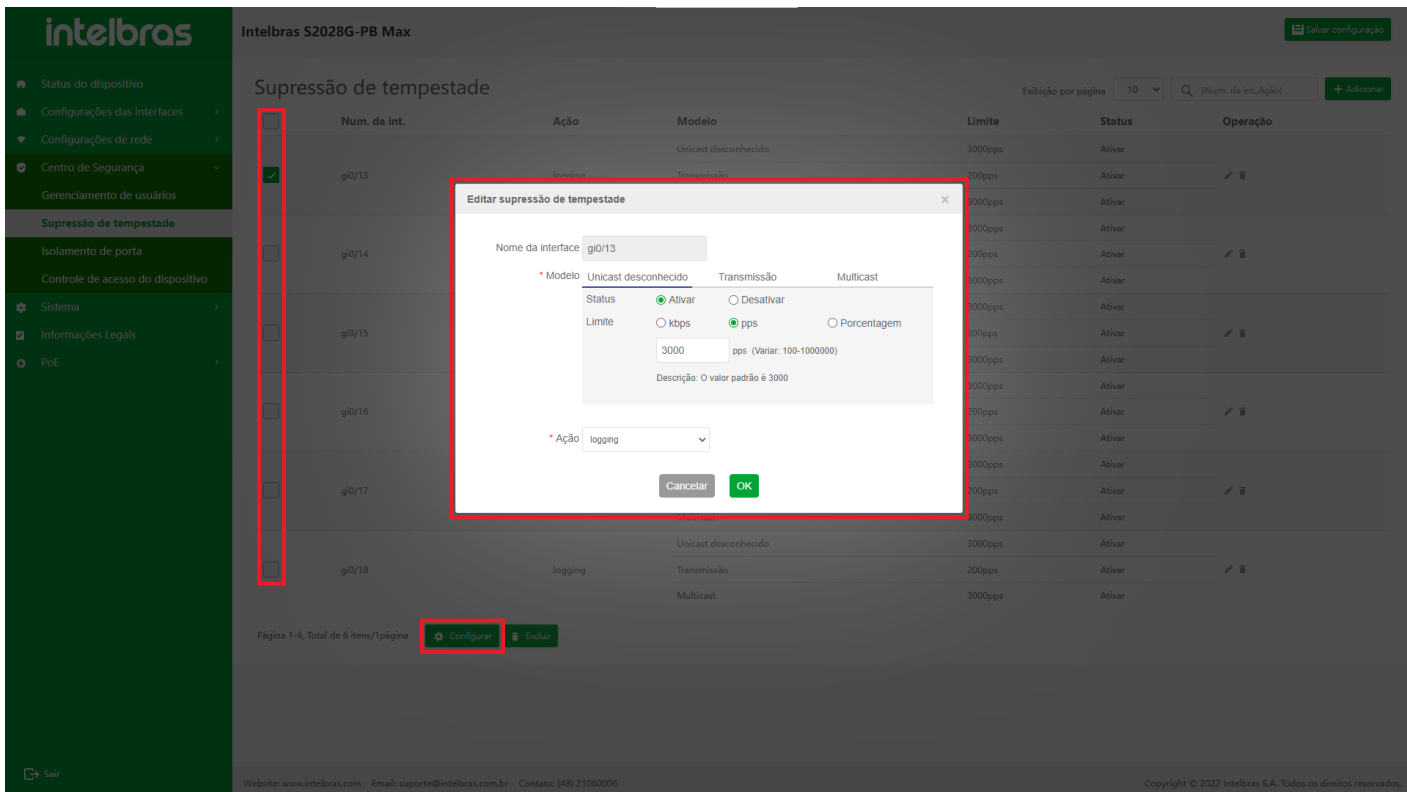 intelbras
Intelbras S2028G-PB Max
Salvar configuração
Status do dispositivo
Configurações das interfaces
Configurações de rede
Centro de Segurança
Gerenciamento de usuários
Supressão de tempestade
Isolamento de porta
Controle de acesso do dispositivo
Sistema
Informações Legais
PoE
Sair
Supressão de tempestade
Exibição por página 10 (Num. da int., Ação) Adicionar
Num. da int. Ação Modelo Limite Status Operação
Unicast desconhecido 3000pps Ativar
gi0/13 logging Transmissão 200pps Ativar
3000pps Ativar
3000pps Ativar
gi0/14 200pps Ativar
3000pps Ativar
3000pps Ativar
gi0/15 200pps Ativar
3000pps Ativar
3000pps Ativar
gi0/16 200pps Ativar
3000pps Ativar
3000pps Ativar
gi0/17 200pps Ativar
Multicast 3000pps Ativar
Unicast desconhecido 3000pps Ativar
gi0/18 logging Transmissão 200pps Ativar
Multicast 3000pps Ativar
Página 1-6, Total de 6 itens/1página Configurar Excluir
Editar supressão de tempestade ×
Nome da interface gi0/13
* Modelo Unicast desconhecido Transmissão Multicast
Status Ativar Desativar
Limite kbps pps Porcentagem
3000 pps (Variar: 100-1000000)
Descrição: O valor padrão é 3000
* Ação logging
Cancelar OK
Website: www.intelbras.com Email: suporte@intelbras.com.br Contato: (48) 21060006
Copyright © 2022 Intelbras S.A. Todos os direitos reservados.